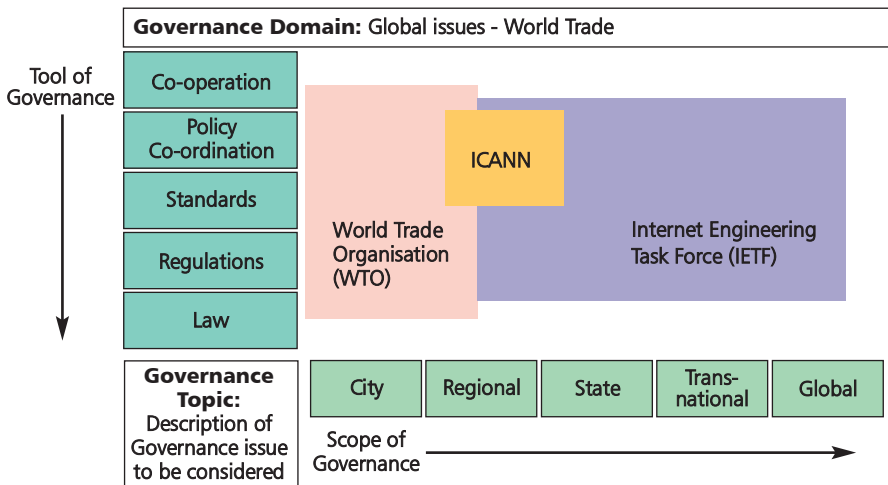 Governance Domain: Global issues - World Trade
Tool of
Governance
Co-operation
Policy
Co-ordination
Standards
Regulations
Law
ICANN
World Trade
Organisation
(WTO)
Internet Engineering
Task Force (IETF)
Governance
Topic:
Description of
Governance issue
to be considered
City
Regional
State
Trans-
national
Global
Scope of
Governance